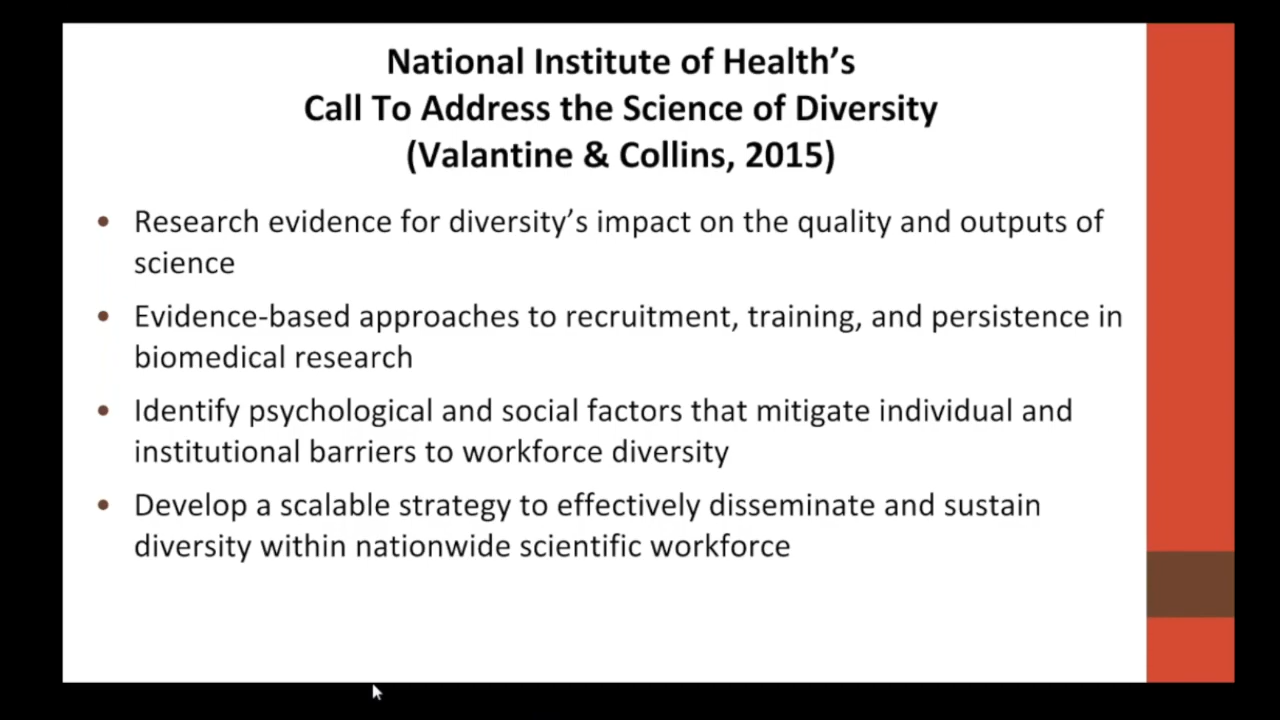 National Institute of Health’s
Call To Address the Science of Diversity
(Valantine & Collins, 2015)
• Research evidence for diversity’s impact on the quality and outputs of
science
• Evidence-based approaches to recruitment, training, and persistence in
biomedical research
• Identify psychological and social factors that mitigate individual and
institutional barriers to workforce diversity
• Develop a scalable strategy to effectively disseminate and sustain
diversity within nationwide scientific workforce